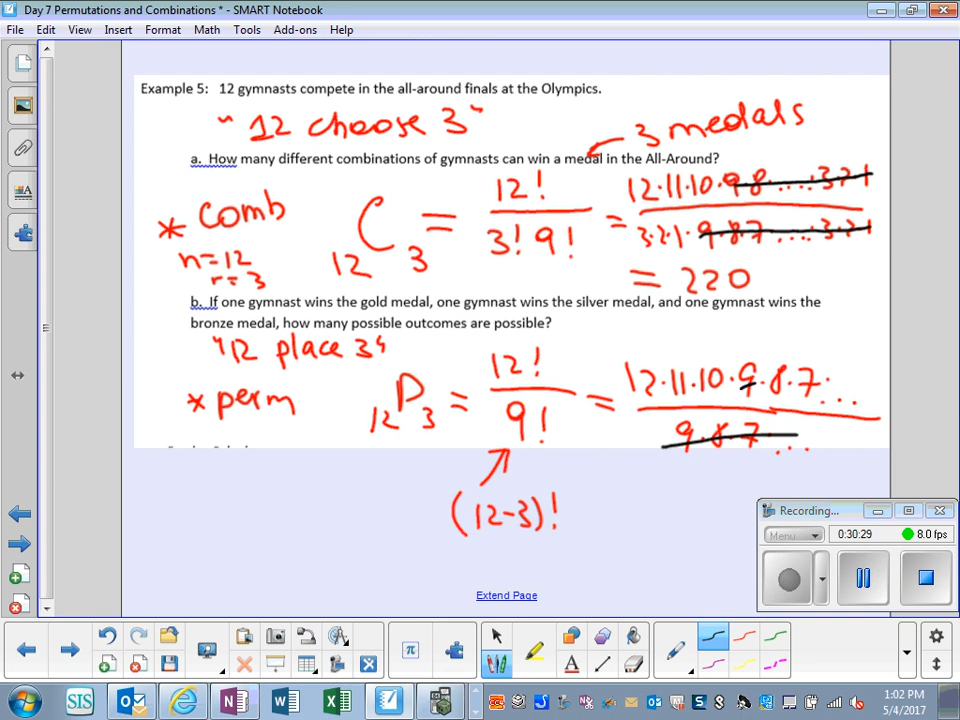 Day 7 Permutations and Combinations * - SMART Notebook
File Edit View Insert Format Math Tools Add-ons Help
Example 5: 12 gymnasts compete in the all-around finals at the Olympics.
"12 choose 3"
3 medals
a. How many different combinations of gymnasts can win a medal in the All-Around?
* Comb
n=12
r=3
12 C 3 = 12! / 3! 9! = 12·11·10·9·8·...·3·2·1 / 3·2·1·9·8·7·...·3·2·1
= 220
b. If one gymnast wins the gold medal, one gymnast wins the silver medal, and one gymnast wins the
bronze medal, how many possible outcomes are possible?
"12 place 3"
* perm
12 P 3 = 12! / 9! = 12·11·10·9·8·7... / 9·8·7...
(12-3)!
Extend Page
Recording...
Menu
0:30:29
8.0 fps
SIS
1:02 PM
5/4/2017